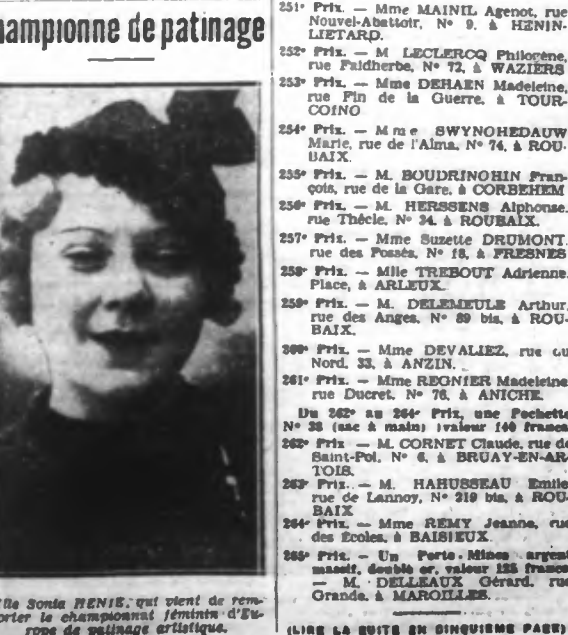 hampionne de patinage
Mlle Sonia HENIE, qui vient de rem-
porter le championnat féminin d'Eu-
rope de patinage artistique.
251e Prix. — Mme MAINIL Agenot, rue
Nouvel-Abattoir, N° 9, à HENIN-
LIETARD.
252e Prix. — M LECLERCQ Philogène,
rue Faidherbe, N° 72, à WAZIERS
253e Prix. — Mme DEHAEN Madeleine,
rue Fin de la Guerre, à TOUR-
COINO
254e Prix. — Mme SWYNOHEDAUW
Marie, rue de l'Alma, N° 74, à ROU-
BAIX.
255e Prix. — M. BOUDRINOHIN Fran-
çois, rue de la Gare, à CORBEHEM
256e Prix. — M. HERSSENS Alphonse,
rue Thécle, N° 34, à ROUBAIX.
257e Prix. — Mme Suzette DRUMONT,
rue des Fossés, N° 18, à FRESNES
258e Prix. — Mlle TREBOUT Adrienne,
Place, à ARLEUX.
259e Prix. — M. DELEMEULE Arthur,
rue des Anges, N° 89 bis, à ROU-
BAIX.
260e Prix. — Mme DEVALIEZ, rue du
Nord, 33, à ANZIN.
261e Prix. — Mme REGNIER Madeleine
rue Ducret, N° 76, à ANICHE.
Du 262e au 264e Prix, une Pochette
N° 38 (sac à main) (valeur 140 francs
262e Prix — M. CORNET Claude, rue de
Saint-Pol, N° 6, à BRUAY-EN-AR-
TOIS.
263e Prix. — M. HAHUSSEAU Emile
rue de Lannoy, N° 219 bis, à ROU-
BAIX
264e Prix. — Mme REMY Jeanne, rue
des Écoles, à BAISIEUX.
265e Prix. — Un Porte-Mines argent
massif, doublé or, valeur 125 francs
— M. DELLEAUX Gérard, rue
Grande, à MAROILLES.
(LIRE LA SUITE EN CINQUIEME PAGE)